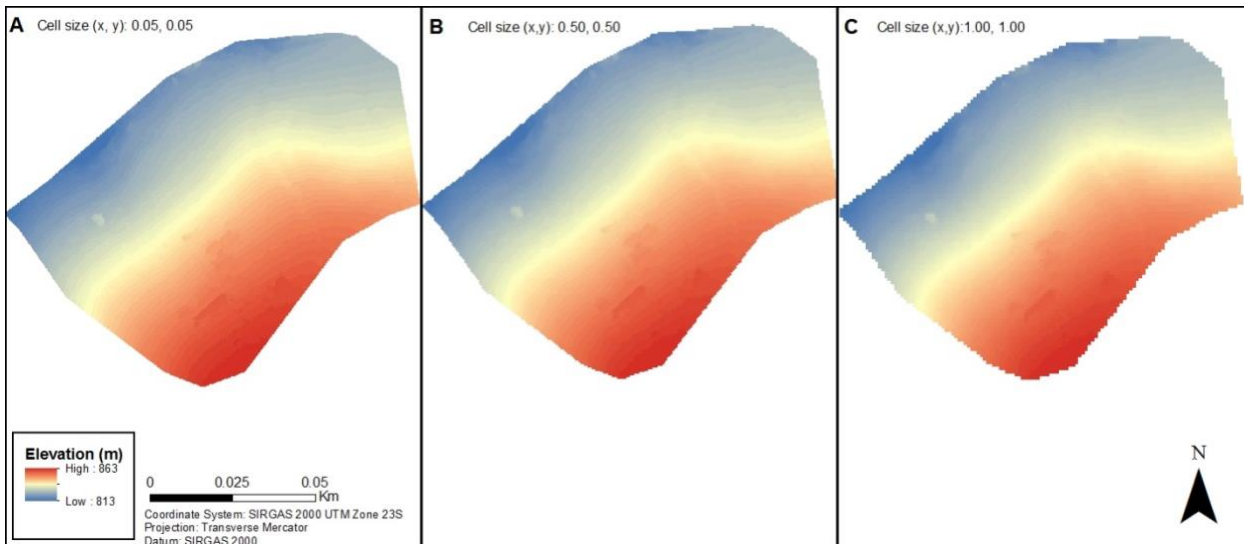 A Cell size (x, y): 0.05, 0.05
B Cell size (x,y): 0.50, 0.50
C Cell size (x,y):1.00, 1.00
Elevation (m)
High : 863
Low : 813
0 0.025 0.05
Km
Coordinate System: SIRGAS 2000 UTM Zone 23S
Projection: Transverse Mercator
Datum: SIRGAS 2000
N